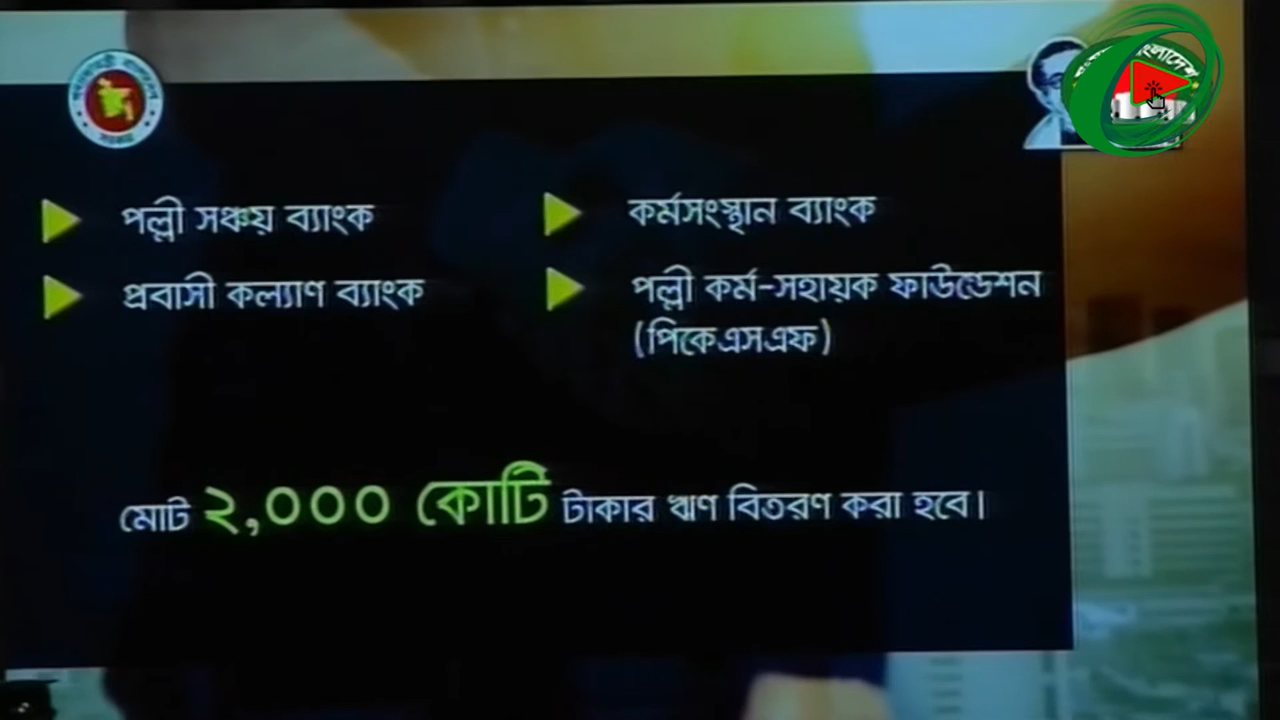 পল্লী সঞ্চয় ব্যাংক
কর্মসংস্থান ব্যাংক
প্রবাসী কল্যাণ ব্যাংক
পল্লী কর্ম-সহায়ক ফাউন্ডেশন
(পিকেএসএফ)
মোট ২,০০০ কোটি টাকার ঋণ বিতরণ করা হবে।